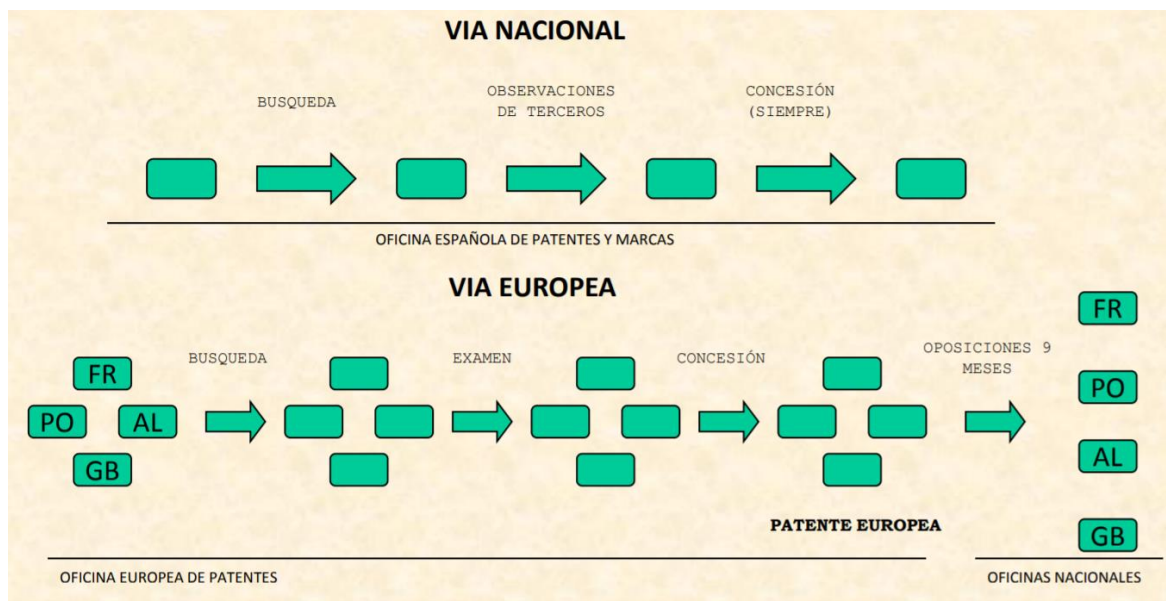 VIA NACIONAL
BUSQUEDA
OBSERVACIONES
DE TERCEROS
CONCESIÓN
(SIEMPRE)
OFICINA ESPAÑOLA DE PATENTES Y MARCAS
VIA EUROPEA
FR
PO
AL
GB
BUSQUEDA
EXAMEN
CONCESIÓN
OPOSICIONES 9
MESES
FR
PO
AL
GB
PATENTE EUROPEA
OFICINA EUROPEA DE PATENTES
OFICINAS NACIONALES